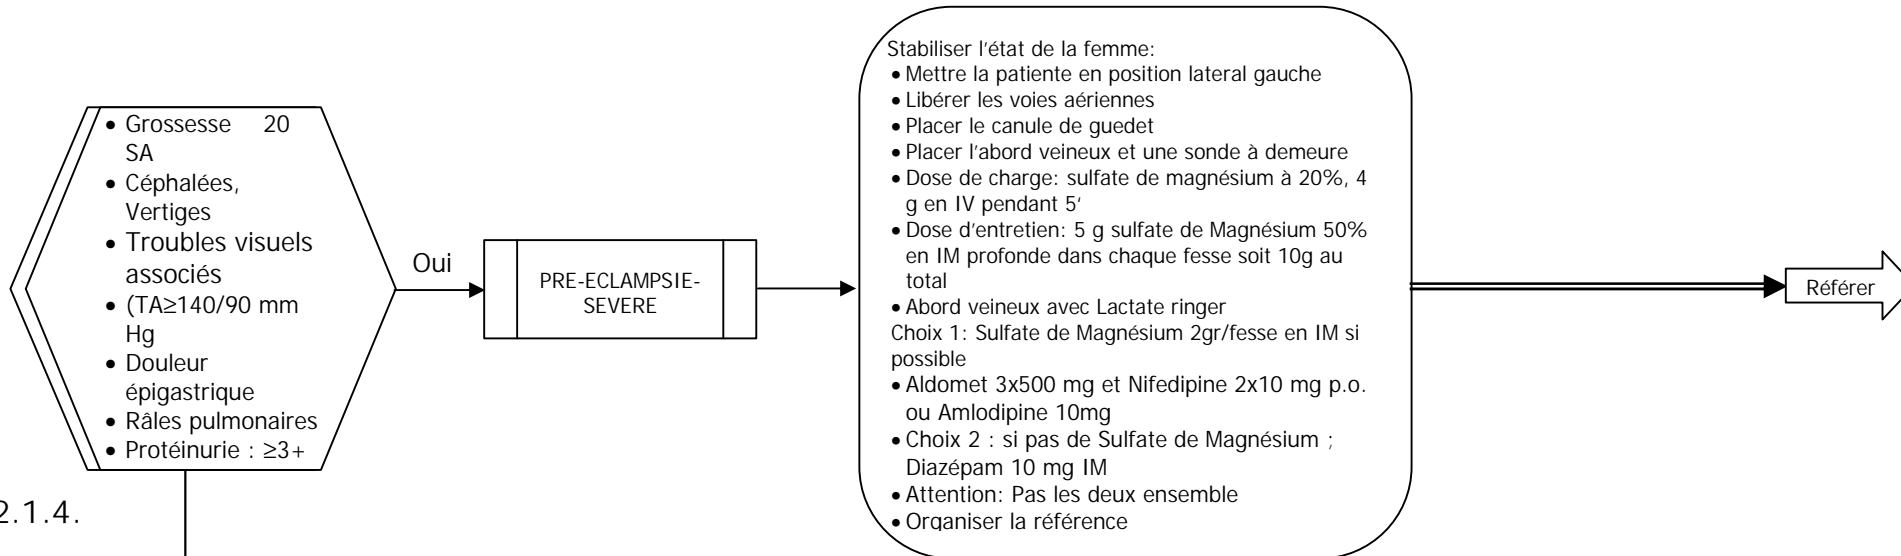 • Grossesse 20
SA
• Céphalées,
Vertiges
• Troubles visuels
associés
• (TA≥140/90 mm
Hg
• Douleur
épigastrique
• Râles pulmonaires
• Protéinurie : ≥3+
2.1.4.
Oui
PRE-ECLAMPSIE-
SEVERE
Stabiliser l'état de la femme:
• Mettre la patiente en position lateral gauche
• Libérer les voies aériennes
• Placer le canule de guedet
• Placer l'abord veineux et une sonde à demeure
• Dose de charge: sulfate de magnésium à 20%, 4
g en IV pendant 5‘
• Dose d'entretien: 5 g sulfate de Magnésium 50%
en IM profonde dans chaque fesse soit 10g au
total
• Abord veineux avec Lactate ringer
Choix 1: Sulfate de Magnésium 2gr/fesse en IM si
possible
• Aldomet 3x500 mg et Nifedipine 2x10 mg p.o.
ou Amlodipine 10mg
• Choix 2 : si pas de Sulfate de Magnésium ;
Diazépam 10 mg IM
• Attention: Pas les deux ensemble
• Organiser la référence
Référer